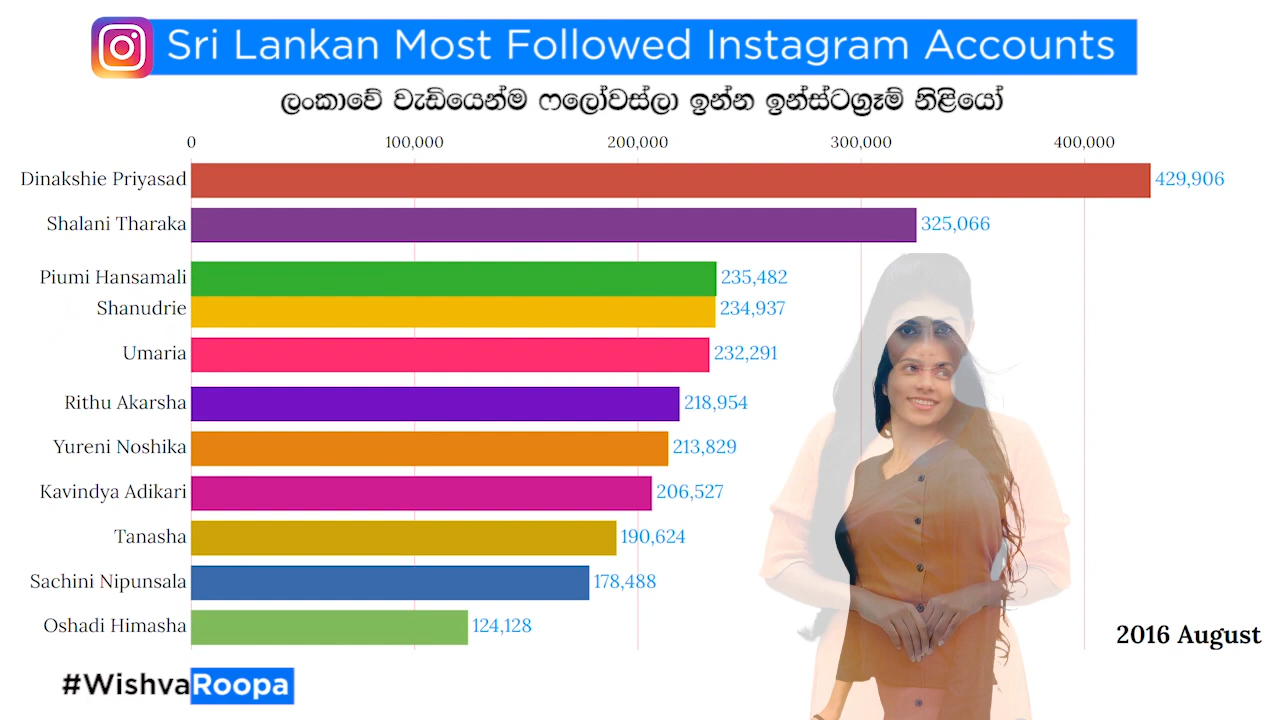 Sri Lankan Most Followed Instagram Accounts
ලංකාවේ වැඩියෙන්ම ෆලෝවස්ලා ඉන්න ඉන්ස්ටග්‍රෑම් නිළියෝ
0 100,000 200,000 300,000 400,000
Dinakshie Priyasad 429,906
Shalani Tharaka 325,066
Piumi Hansamali 235,482
Shanudrie 234,937
Umaria 232,291
Rithu Akarsha 218,954
Yureni Noshika 213,829
Kavindya Adikari 206,527
Tanasha 190,624
Sachini Nipunsala 178,488
Oshadi Himasha 124,128
2016 August
#WishvaRoopa